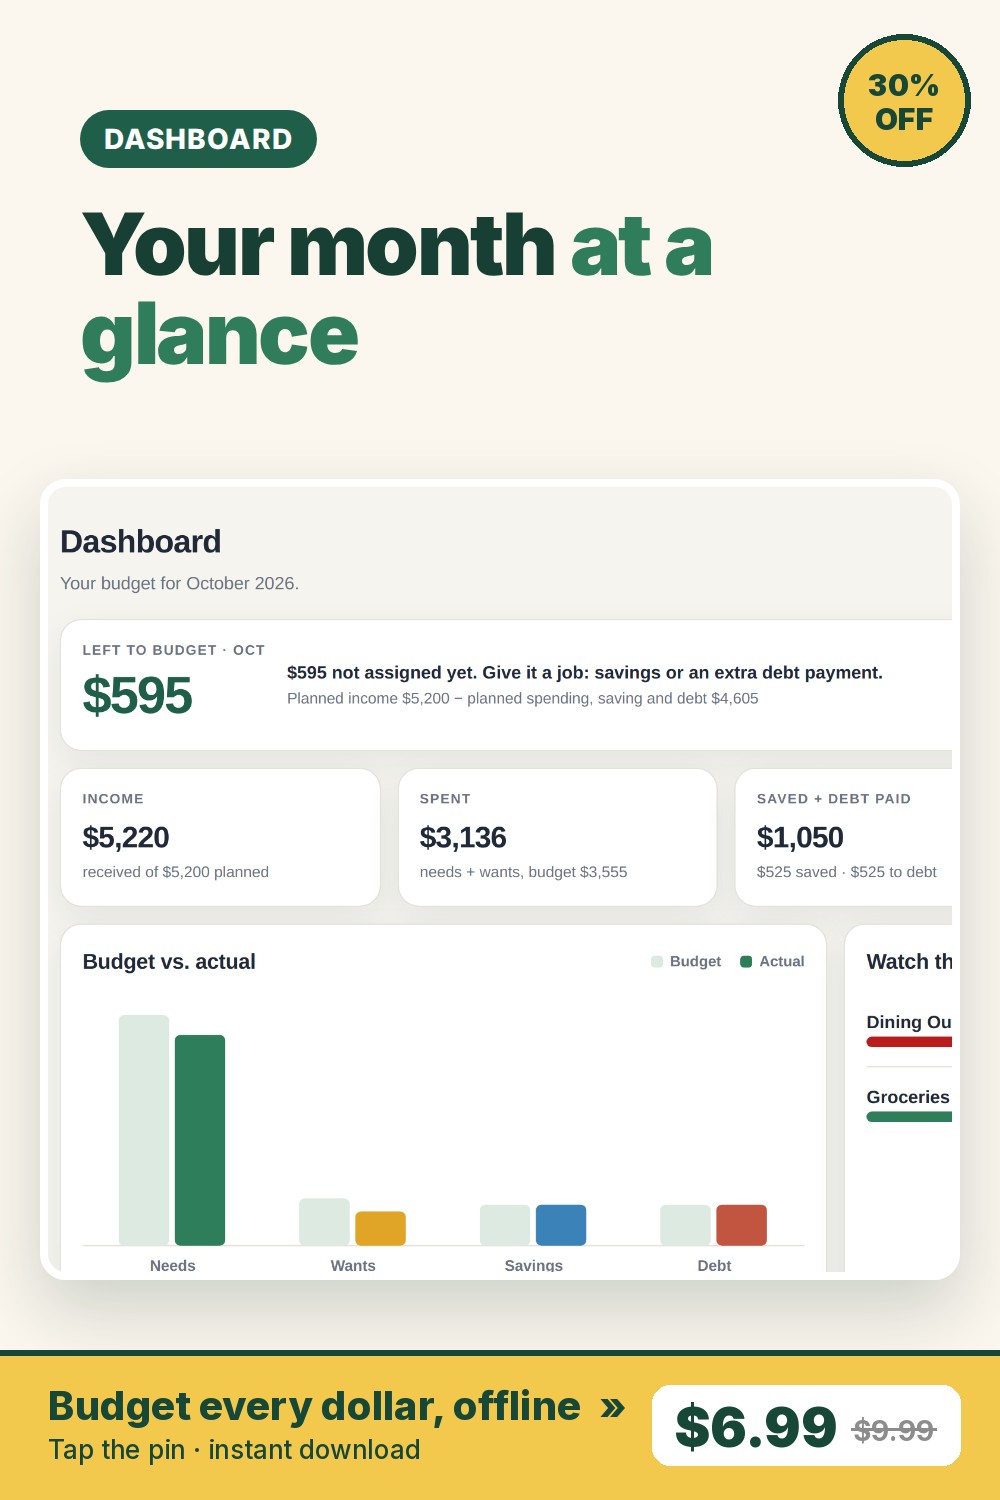 30%
OFF
DASHBOARD
Your month at a
glance
Dashboard
Your budget for October 2026.
LEFT TO BUDGET · OCT
$595
$595 not assigned yet. Give it a job: savings or an extra debt payment.
Planned income $5,200 − planned spending, saving and debt $4,605
INCOME
$5,220
received of $5,200 planned
SPENT
$3,136
needs + wants, budget $3,555
SAVED + DEBT PAID
$1,050
$525 saved · $525 to debt
Budget vs. actual
Budget
Actual
Needs
Wants
Savings
Debt
Watch th
Dining Ou
Groceries
Budget every dollar, offline »
Tap the pin · instant download
$6.99 $9.99